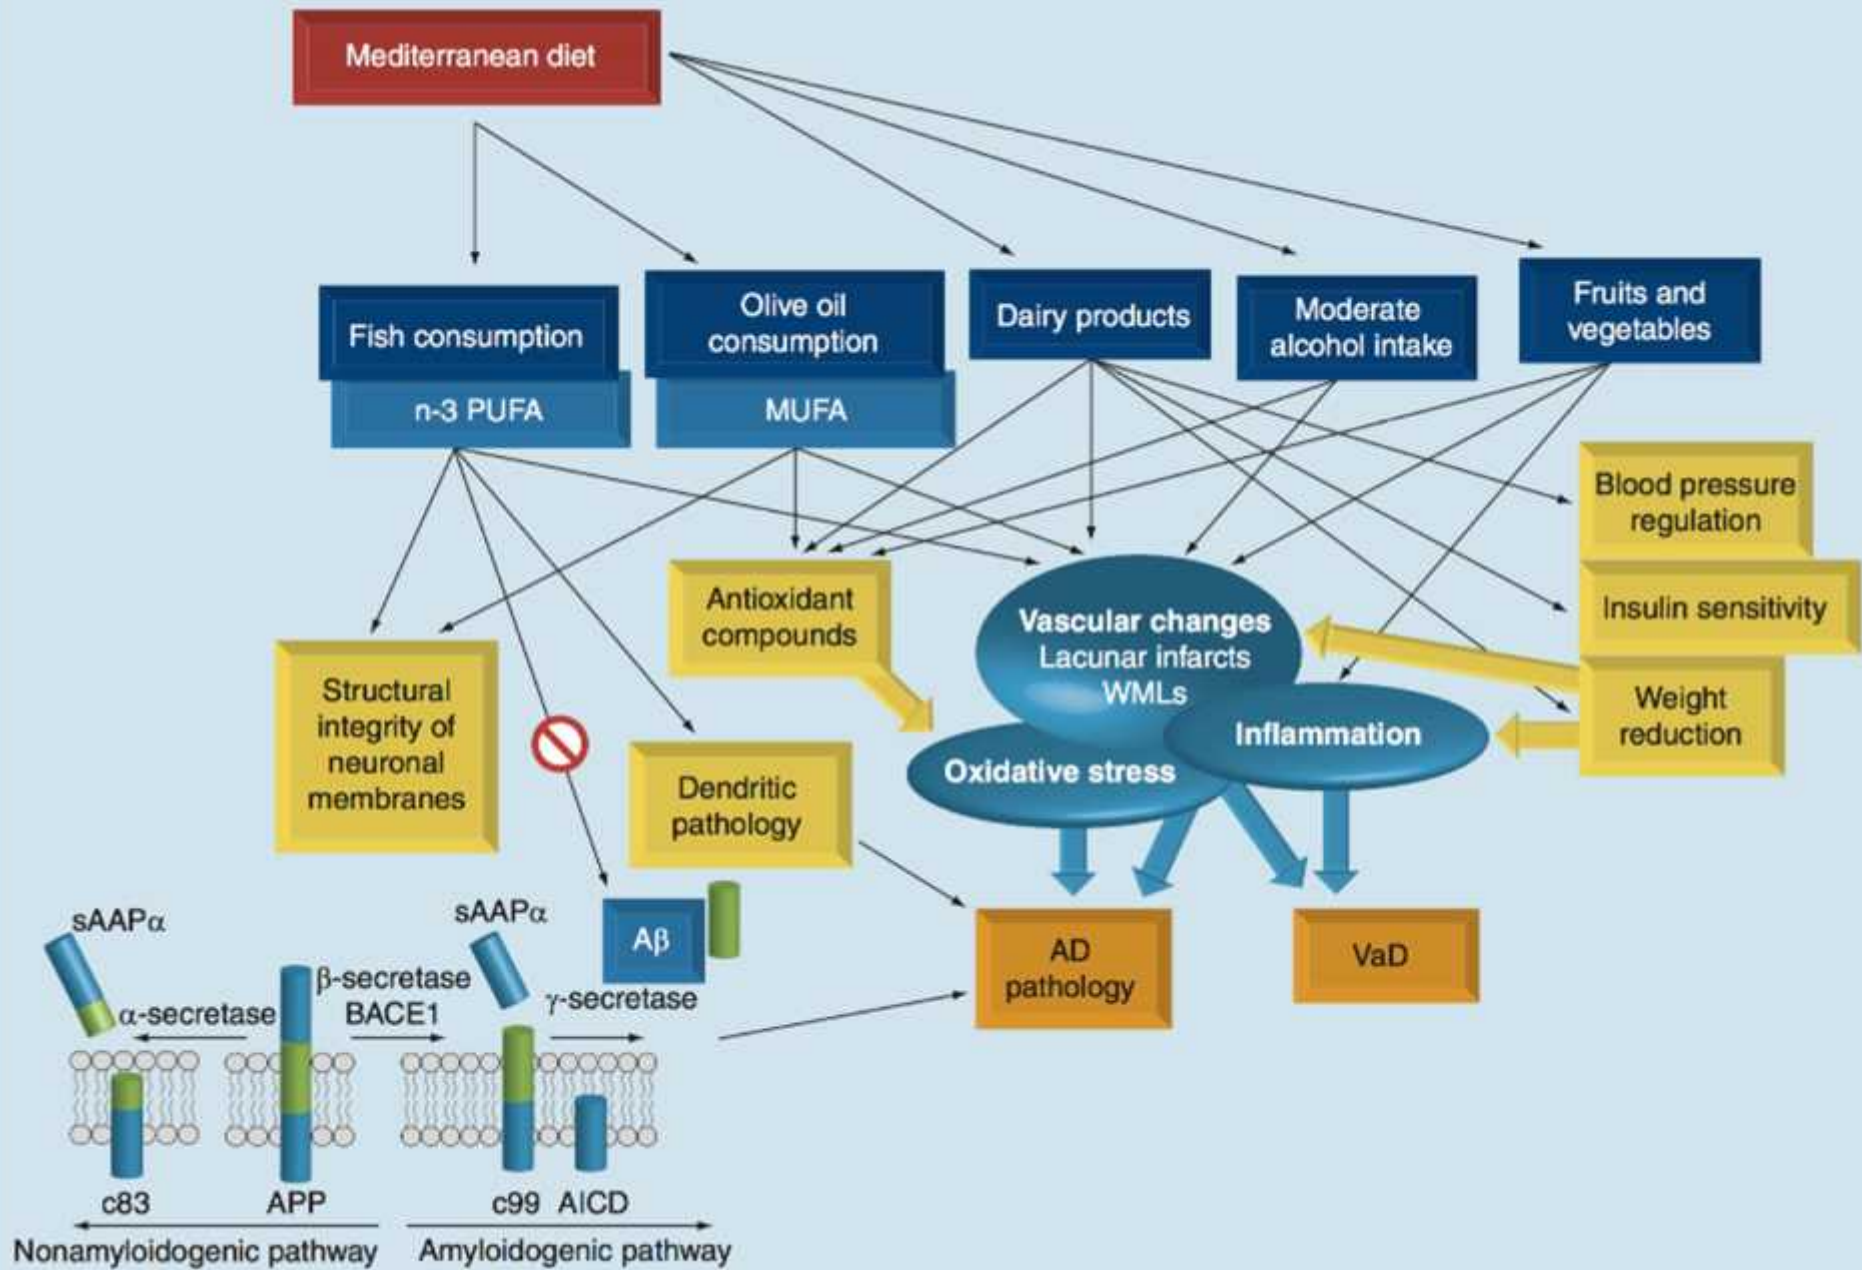 Mediterranean diet
Fish consumption
n-3 PUFA
Olive oil
consumption
MUFA
Dairy products
Moderate
alcohol intake
Fruits and
vegetables
Blood pressure
regulation
Insulin sensitivity
Weight
reduction
Antioxidant
compounds
Vascular changes
Lacunar infarcts
WMLs
Inflammation
Oxidative stress
Structural
integrity of
neuronal
membranes
Dendritic
pathology
AD
pathology
VaD
Aβ
sAAPα
sAAPα
α-secretase
β-secretase
BACE1
γ-secretase
c83
APP
c99
AICD
Nonamyloidogenic pathway
Amyloidogenic pathway